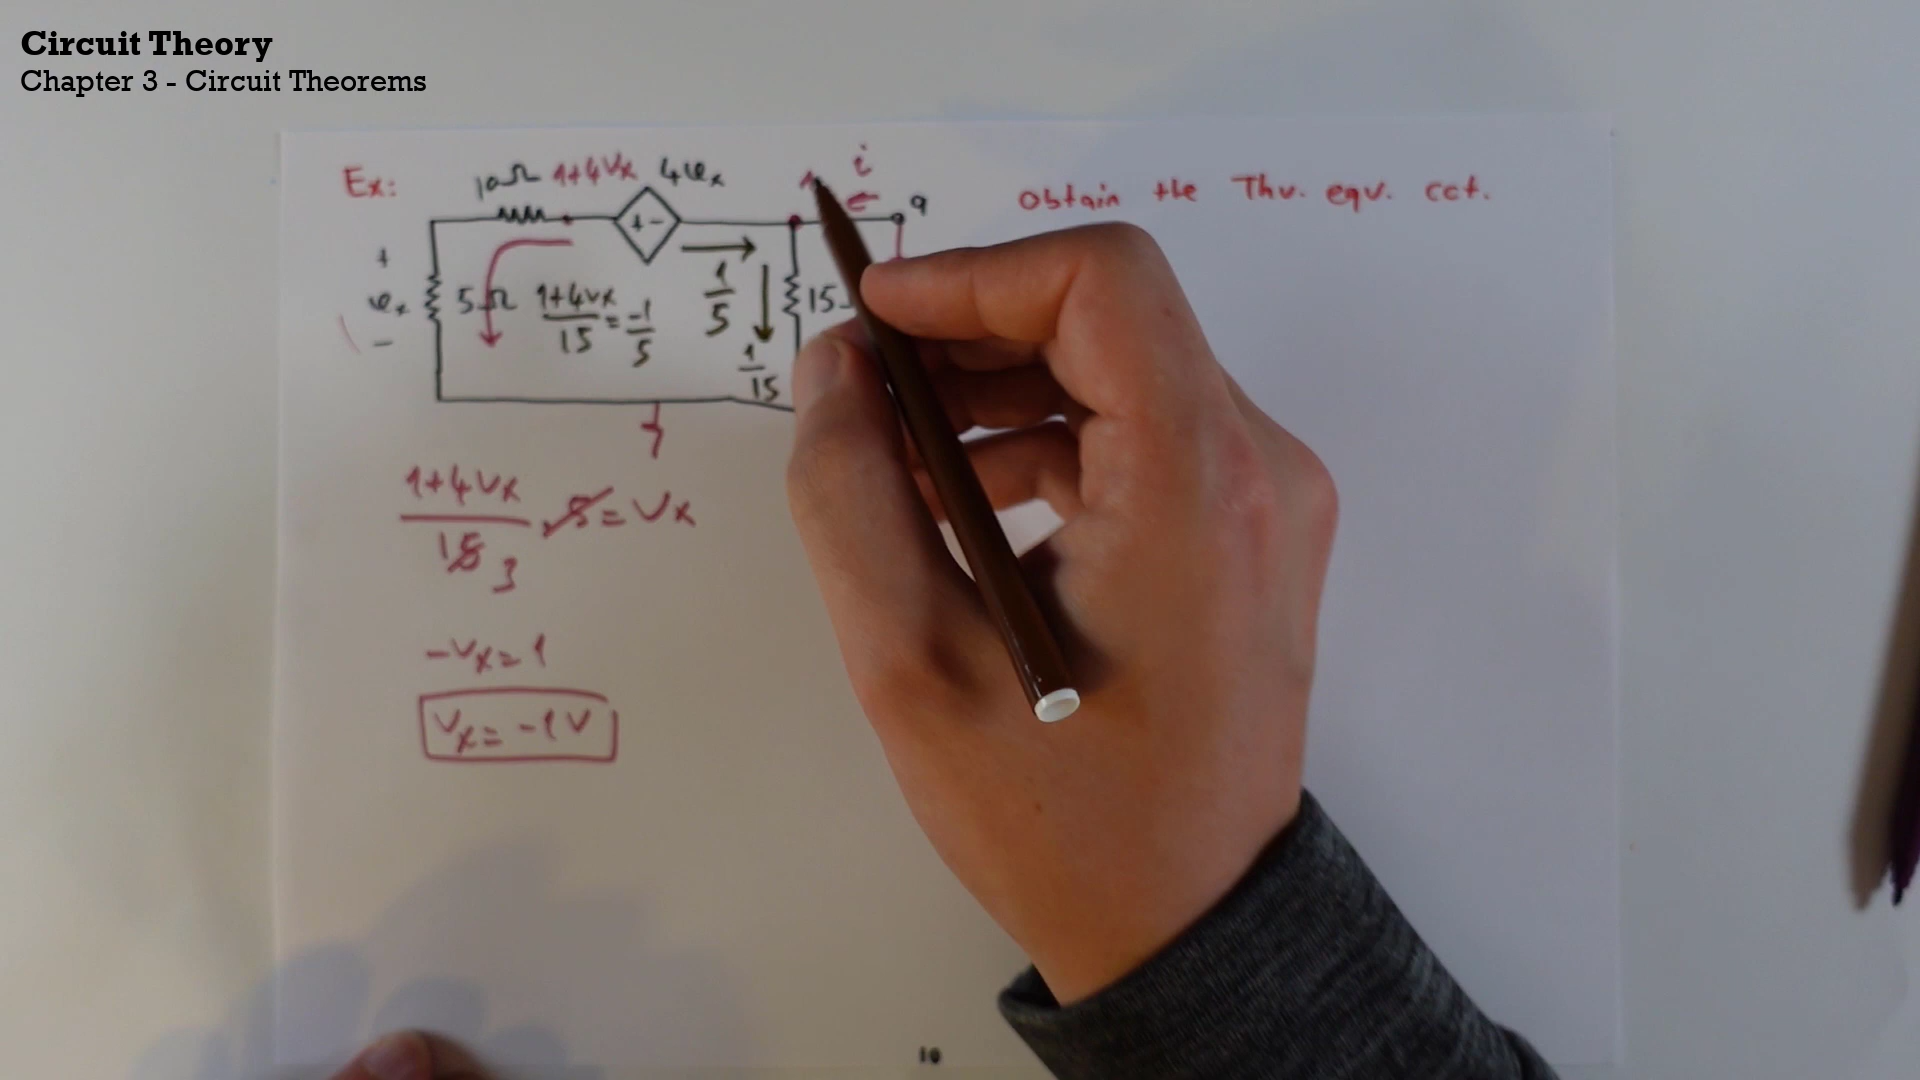 Circuit Theory
Chapter 3 - Circuit Theorems
Ex: 10Ω 1+4Vx 4vx 1 i
Obtain the Thv. eqv. cct.
a
+ -
+
vx
-
5Ω
1+4Vx / 15 = -1/5
1/5
15
1/15
1+4Vx / 15 3 . 5 = Vx
-Vx = 1
Vx = -1V
10